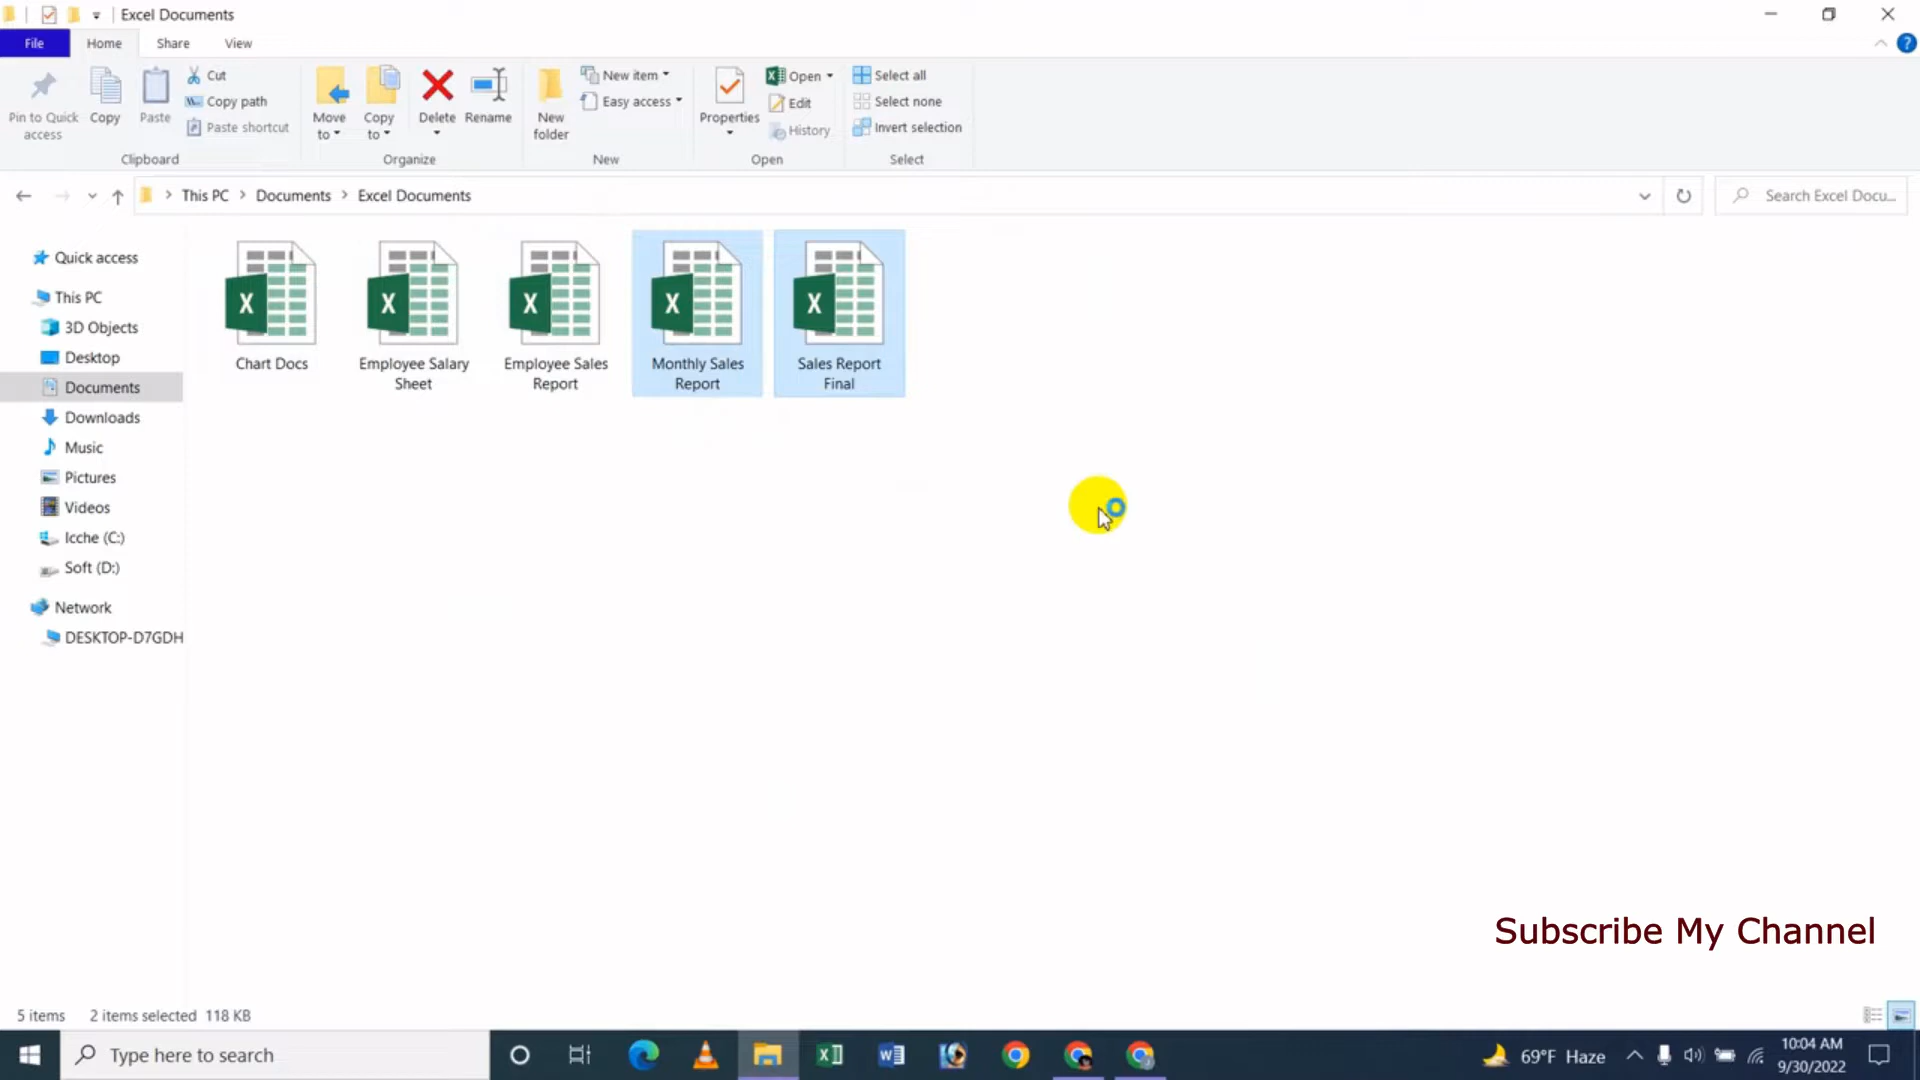 Excel Documents
File
Home
Share
View
Pin to Quick
access
Copy
Paste
Cut
Copy path
Paste shortcut
Clipboard
Move
to
Copy
to
Delete
Rename
Organize
New
folder
New item
Easy access
New
Properties
Open
Edit
History
Open
Select all
Select none
Invert selection
Select
This PC
Documents
Excel Documents
Search Excel Docu...
Quick access
This PC
3D Objects
Desktop
Documents
Downloads
Music
Pictures
Videos
Icche (C:)
Soft (D:)
Network
DESKTOP-D7GDH
Chart Docs
Employee Salary
Sheet
Employee Sales
Report
Monthly Sales
Report
Sales Report
Final
Subscribe My Channel
5 items
2 items selected 118 KB
Type here to search
69°F Haze
10:04 AM
9/30/2022